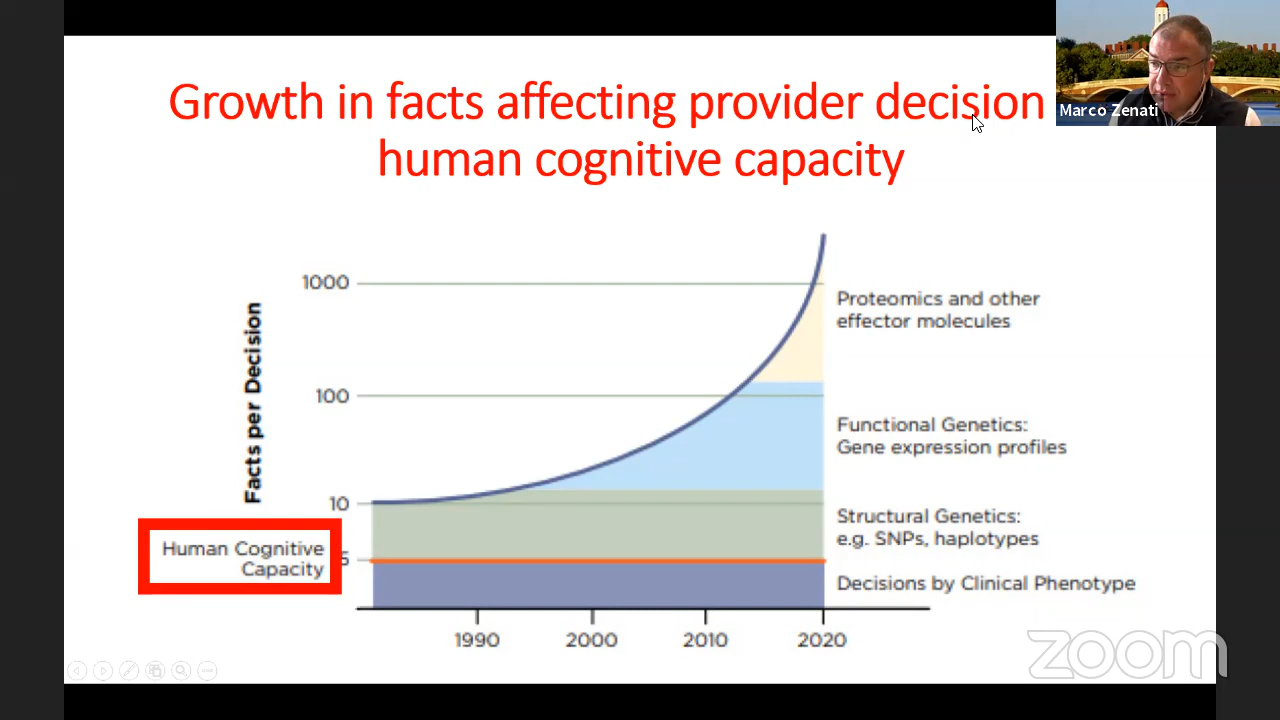 Growth in facts affecting provider decision
human cognitive capacity
Marco Zenati
1000
100
10
5
Facts per Decision
Human Cognitive
Capacity
Proteomics and other
effector molecules
Functional Genetics:
Gene expression profiles
Structural Genetics:
e.g. SNPs, haplotypes
Decisions by Clinical Phenotype
1990
2000
2010
2020
zoom